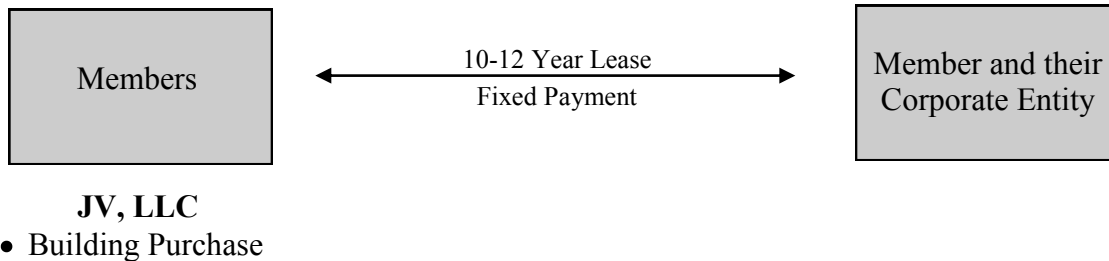 Members
10-12 Year Lease
Fixed Payment
Member and their
Corporate Entity
JV, LLC
• Building Purchase